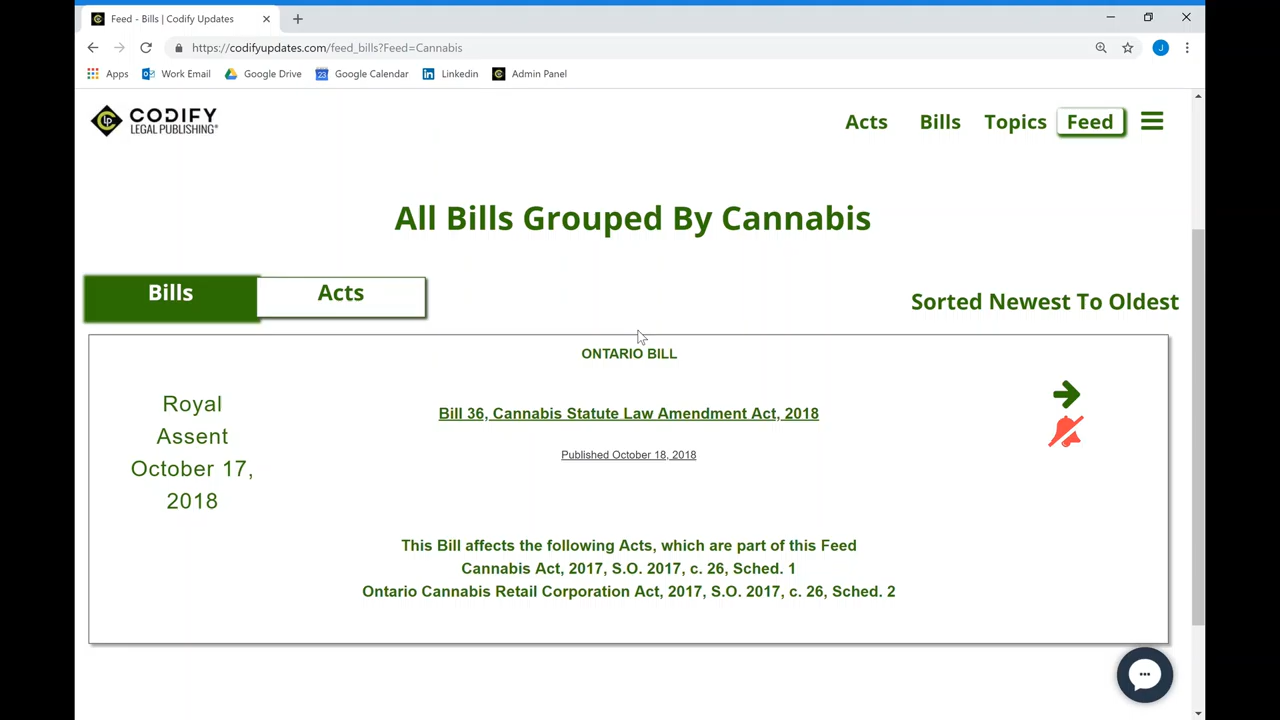 Feed - Bills | Codify Updates
https://codifyupdates.com/feed_bills?Feed=Cannabis
J
Apps Work Email Google Drive 23 Google Calendar in Linkedin Admin Panel
LP CODIFY
LEGAL PUBLISHING®
Acts Bills Topics Feed
All Bills Grouped By Cannabis
Bills Acts
Sorted Newest To Oldest
ONTARIO BILL
Royal
Assent
October 17,
2018
Bill 36, Cannabis Statute Law Amendment Act, 2018
Published October 18, 2018
This Bill affects the following Acts, which are part of this Feed
Cannabis Act, 2017, S.O. 2017, c. 26, Sched. 1
Ontario Cannabis Retail Corporation Act, 2017, S.O. 2017, c. 26, Sched. 2